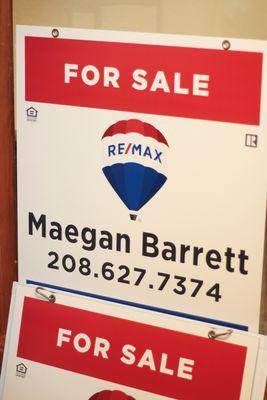 FOR SALE
RE/MAX
Maegan Barrett
208.627.7374
FOR SALE